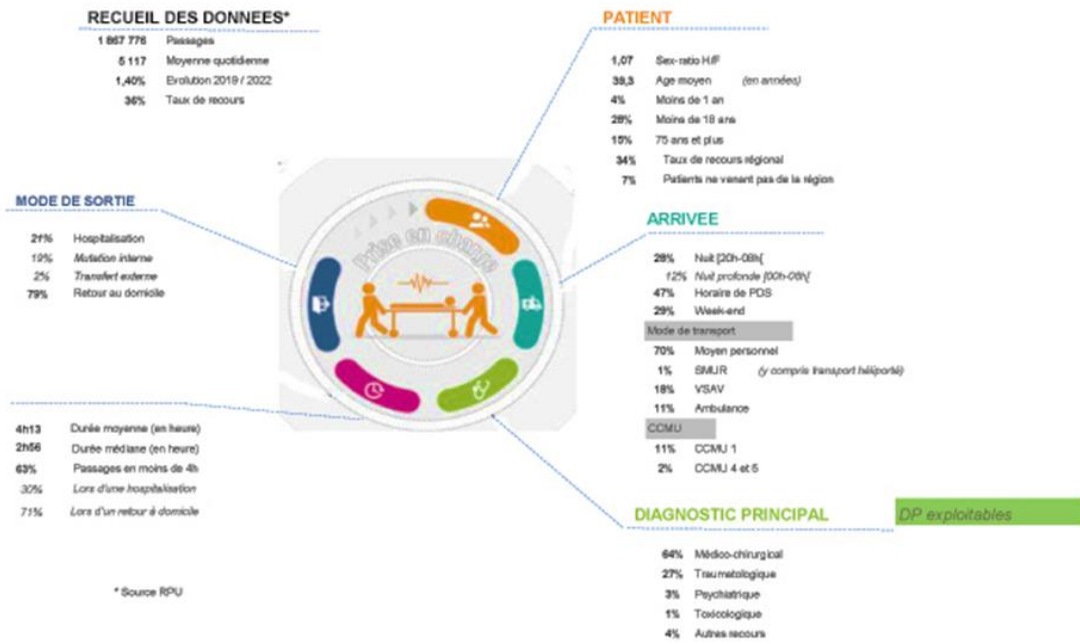 RECUEIL DES DONNEES*
1 867 776 Passages
5 117 Moyenne quotidienne
1,40% Evolution 2019 / 2022
36% Taux de recours
PATIENT
1,07 Sex-ratio H/F
39,3 Age moyen (en années)
4% Moins de 1 an
28% Moins de 18 ans
15% 75 ans et plus
34% Taux de recours régional
7% Patients ne venant pas de la région
MODE DE SORTIE
21% Hospitalisation
19% Mutation interne
2% Transfert externe
79% Retour au domicile
Prise en charge
ARRIVEE
28% Nuit [20h-08h[
12% Nuit profonde [00h-08h[
47% Horaire de PDS
29% Week-end
Mode de transport
70% Moyen personnel
1% SMUR (y compris transport héliporté)
18% VSAV
11% Ambulance
CCMU
11% CCMU 1
2% CCMU 4 et 5
4h13 Durée moyenne (en heure)
2h56 Durée médiane (en heure)
63% Passages en moins de 4h
30% Lors d'une hospitalisation
71% Lors d'un retour à domicile
DIAGNOSTIC PRINCIPAL DP exploitables
64% Médico-chirurgical
27% Traumatologique
3% Psychiatrique
1% Toxicologique
4% Autres recours
* Source RPU